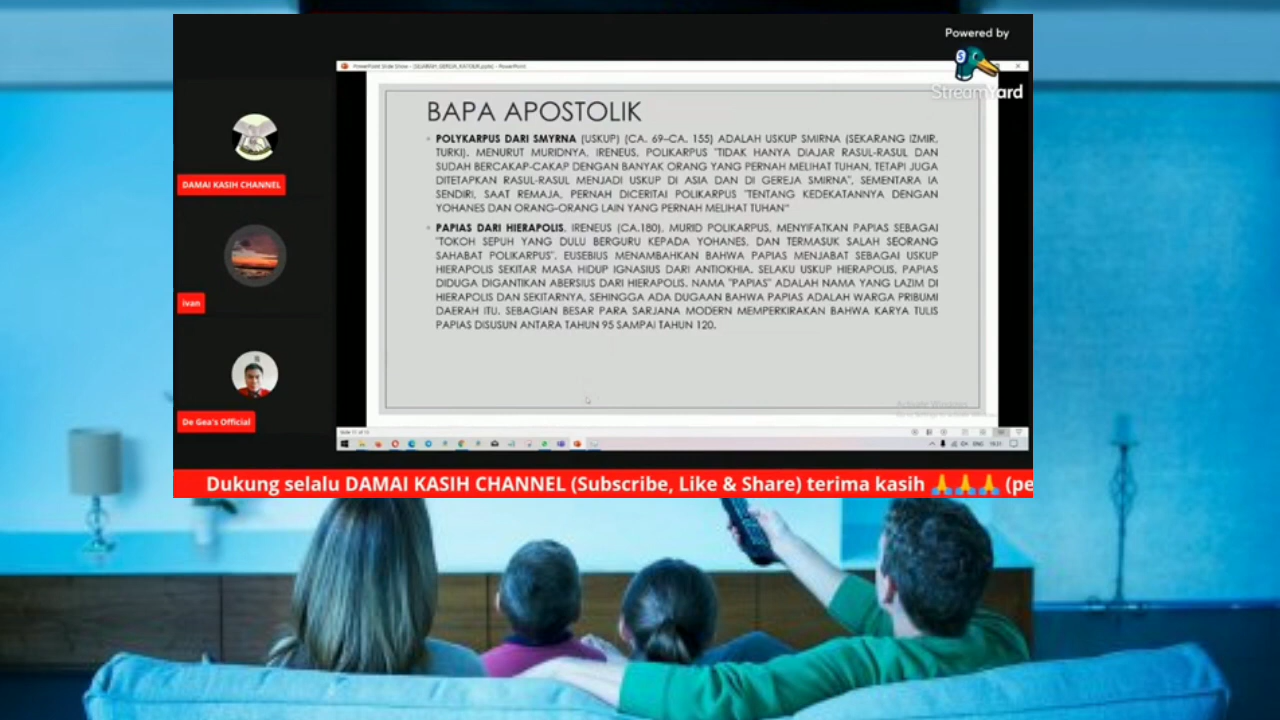 Powered by
StreamYard
PowerPoint Slide Show - [SEJARAH_GEREJA_KATOLIK.pptx] - PowerPoint
BAPA APOSTOLIK
POLYKARPUS DARI SMYRNA (USKUP) (CA. 69–CA. 155) ADALAH USKUP SMIRNA (SEKARANG IZMIR,
TURKI). MENURUT MURIDNYA, IRENEUS, POLIKARPUS "TIDAK HANYA DIAJAR RASUL-RASUL DAN
SUDAH BERCAKAP-CAKAP DENGAN BANYAK ORANG YANG PERNAH MELIHAT TUHAN, TETAPI JUGA
DITETAPKAN RASUL-RASUL MENJADI USKUP DI ASIA DAN DI GEREJA SMIRNA", SEMENTARA IA
SENDIRI, SAAT REMAJA, PERNAH DICERITAI POLIKARPUS "TENTANG KEDEKATANNYA DENGAN
YOHANES DAN ORANG-ORANG LAIN YANG PERNAH MELIHAT TUHAN"
PAPIAS DARI HIERAPOLIS. IRENEUS (CA.180), MURID POLIKARPUS, MENYIFATKAN PAPIAS SEBAGAI
"TOKOH SEPUH YANG DULU BERGURU KEPADA YOHANES, DAN TERMASUK SALAH SEORANG
SAHABAT POLIKARPUS". EUSEBIUS MENAMBAHKAN BAHWA PAPIAS MENJABAT SEBAGAI USKUP
HIERAPOLIS SEKITAR MASA HIDUP IGNASIUS DARI ANTIOKHIA. SELAKU USKUP HIERAPOLIS, PAPIAS
DIDUGA DIGANTIKAN ABERSIUS DARI HIERAPOLIS. NAMA "PAPIAS" ADALAH NAMA YANG LAZIM DI
HIERAPOLIS DAN SEKITARNYA, SEHINGGA ADA DUGAAN BAHWA PAPIAS ADALAH WARGA PRIBUMI
DAERAH ITU. SEBAGIAN BESAR PARA SARJANA MODERN MEMPERKIRAKAN BAHWA KARYA TULIS
PAPIAS DISUSUN ANTARA TAHUN 95 SAMPAI TAHUN 120.
Activate Windows
DAMAI KASIH CHANNEL
Ivan
De Gea's Official
Dukung selalu DAMAI KASIH CHANNEL (Subscribe, Like & Share) terima kasih 🙏🙏🙏 (pe